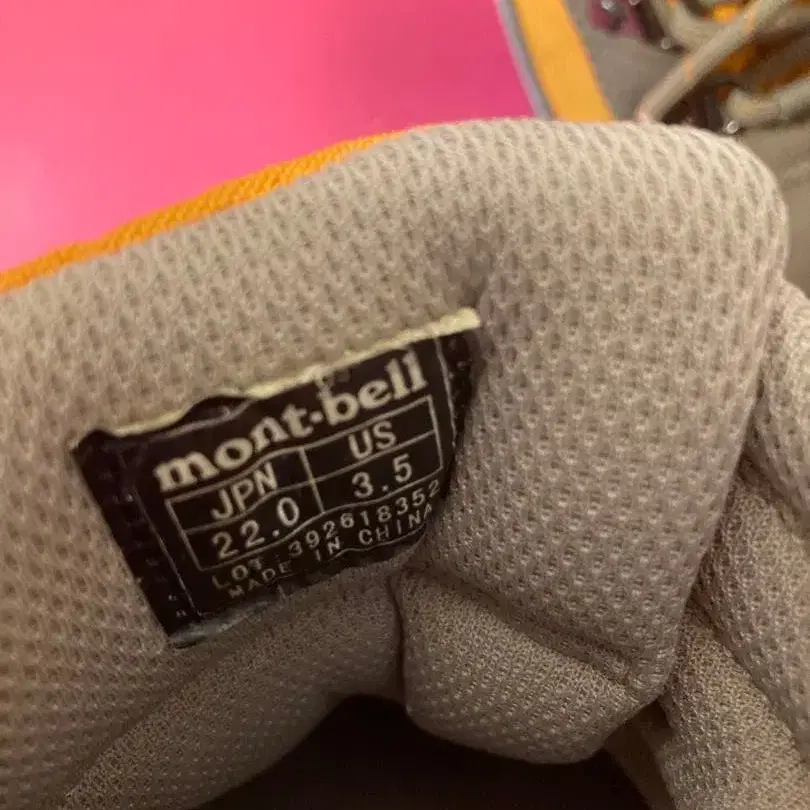 mont-bell
JPN US
22.0 3.5
LOT. 392618352
MADE IN CHINA